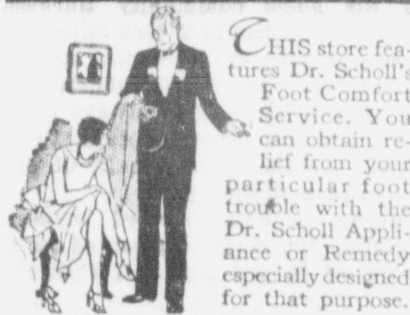 THIS store fea-
tures Dr. Scholl's
Foot Comfort
Service. You
can obtain re-
lief from your
particular foot
trouble with the
Dr. Scholl Appli-
ance or Remedy
especially designed
for that purpose.